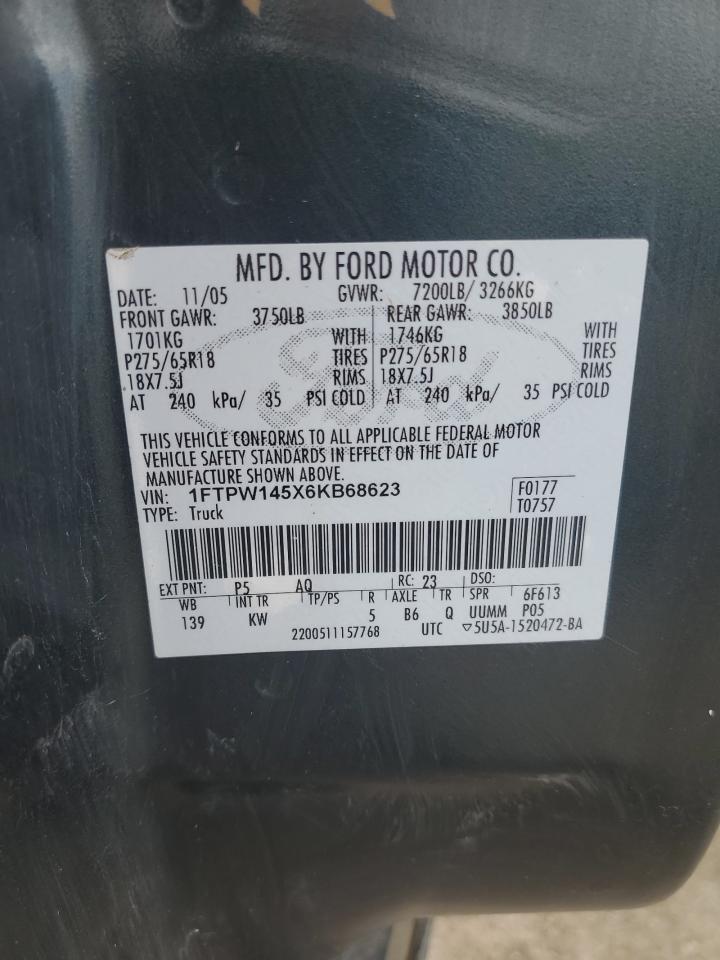 MFD. BY FORD MOTOR CO.
DATE: 11/05 GVWR: 7200LB/ 3266KG
FRONT GAWR: 3750LB REAR GAWR: 3850LB
1701KG WITH 1746KG WITH
P275/65R18 TIRES P275/65R18 TIRES
18X7.5J RIMS 18X7.5J RIMS
AT 240 kPa/ 35 PSI COLD AT 240 kPa/ 35 PSI COLD
Ford
THIS VEHICLE CONFORMS TO ALL APPLICABLE FEDERAL MOTOR
VEHICLE SAFETY STANDARDS IN EFFECT ON THE DATE OF
MANUFACTURE SHOWN ABOVE.
VIN: 1FTPW145X6KB68623 F0177
TYPE: Truck T0757
EXT PNT: P5 AQ RC: 23 DSO:
WB INT TR TP/PS R AXLE TR SPR 6F613
139 KW 5 B6 Q UUMM P05
2200511157768 UTC ▽5U5A-1520472-BA